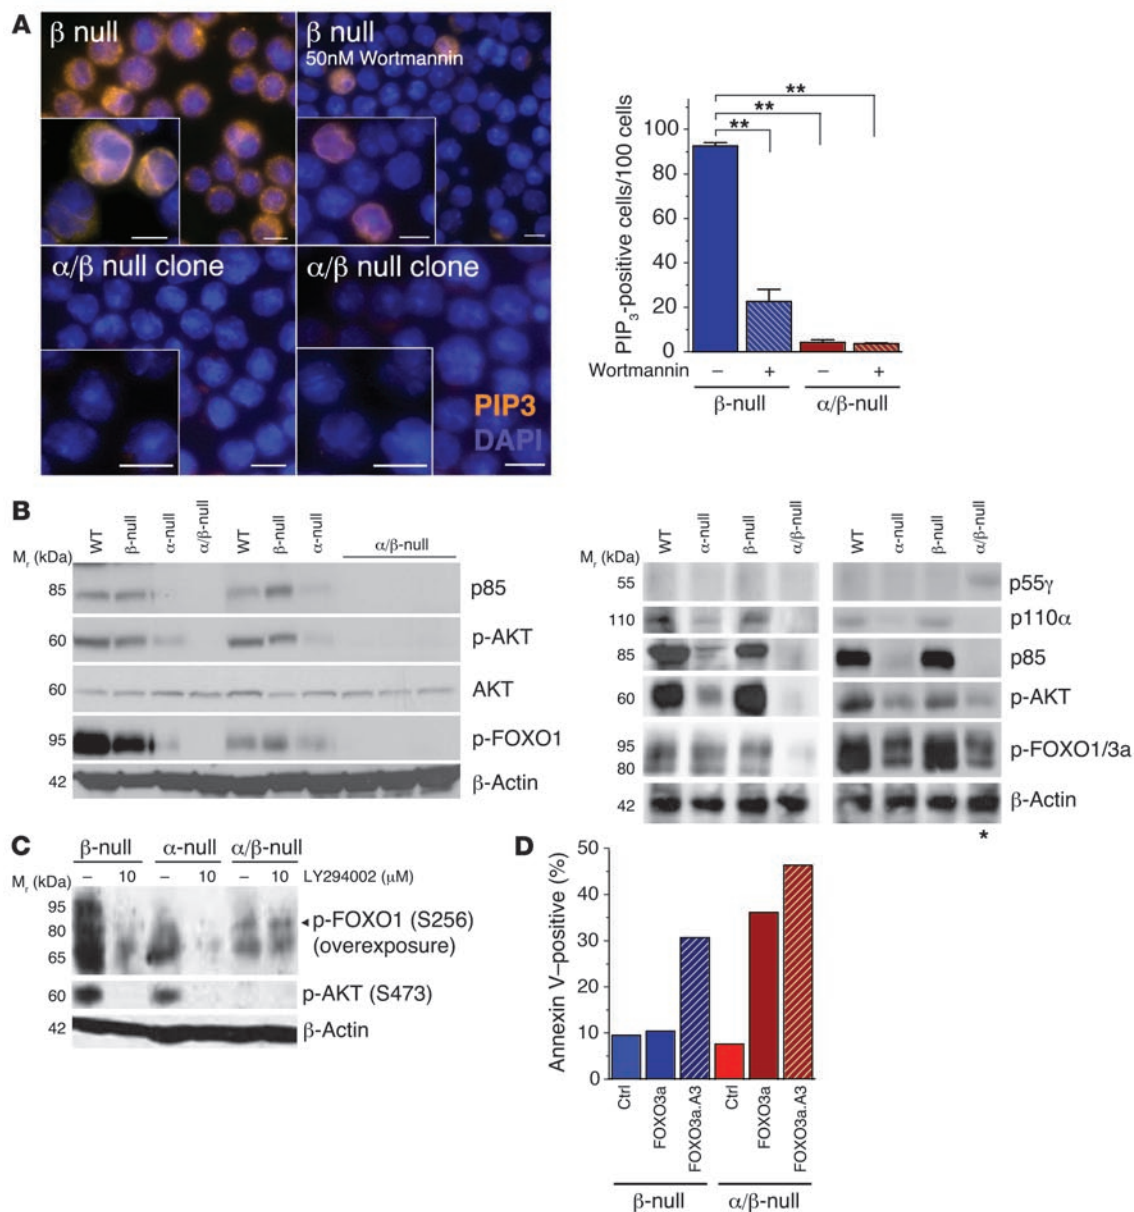 A
β null
β null
50nM Wortmannin
α/β null clone
α/β null clone
PIP3
DAPI
PIP₃-positive cells/100 cells
100
80
60
40
20
0
**
**
**
Wortmannin
– + – +
β-null α/β-null
B
Mr (kDa)
WT β-null α-null α/β-null WT β-null α-null α/β-null
85 p85
60 p-AKT
60 AKT
95 p-FOXO1
42 β-Actin
Mr (kDa)
WT α-null β-null α/β-null WT α-null β-null α/β-null
55 p55γ
110 p110α
85 p85
60 p-AKT
95 p-FOXO1/3a
80
42 β-Actin
*
C
β-null α-null α/β-null
Mr (kDa) – 10 – 10 – 10 LY294002 (μM)
95
80 p-FOXO1 (S256)
65 (overexposure)
60 p-AKT (S473)
42 β-Actin
D
Annexin V–positive (%)
50
40
30
20
10
0
Ctrl FOXO3a FOXO3a.A3 Ctrl FOXO3a FOXO3a.A3
β-null α/β-null